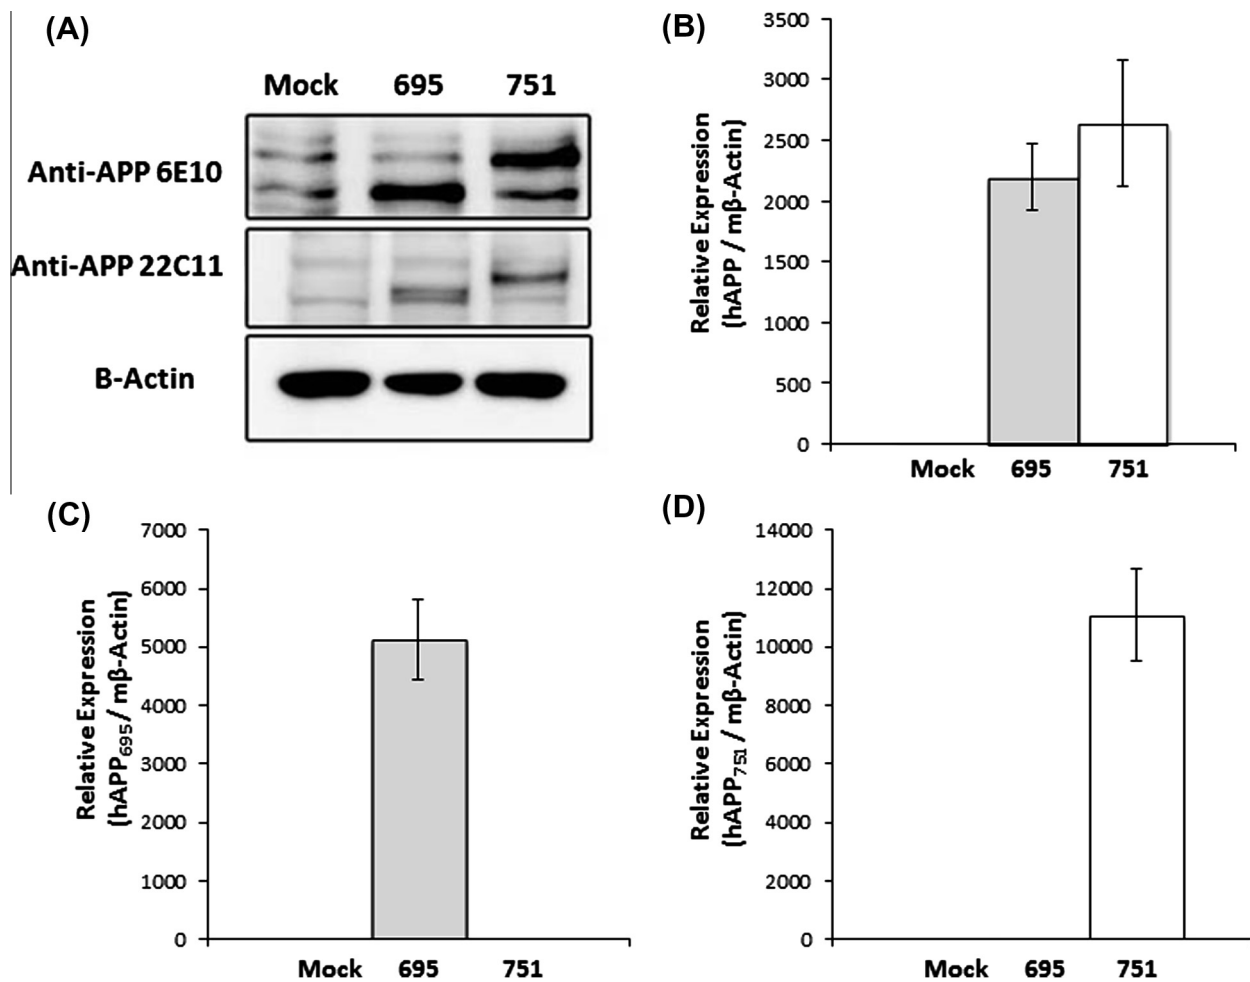 (A)
Mock 695 751
Anti-APP 6E10
Anti-APP 22C11
B-Actin
(B)
Relative Expression
(hAPP / mβ-Actin)
3500
3000
2500
2000
1500
1000
500
0
Mock 695 751
(C)
Relative Expression
(hAPP695/ mβ-Actin)
7000
6000
5000
4000
3000
2000
1000
0
Mock 695 751
(D)
Relative Expression
(hAPP751 / mβ-Actin)
14000
12000
10000
8000
6000
4000
2000
0
Mock 695 751